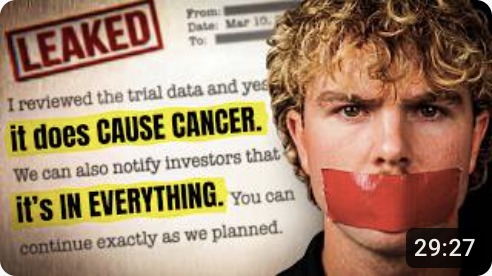 LEAKED
From:
Date: Mar 10,
To:
I reviewed the trial data and yes
it does CAUSE CANCER.
We can also notify investors that
it's IN EVERYTHING. You can
continue exactly as we planned.
29:27